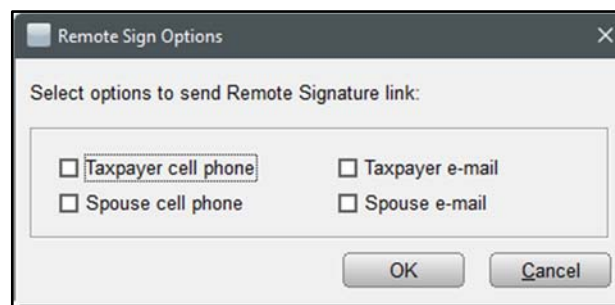 Remote Sign Options
Select options to send Remote Signature link:
Taxpayer cell phone Taxpayer e-mail
Spouse cell phone Spouse e-mail
OK Cancel